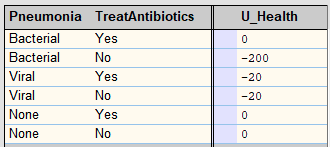 Pneumonia TreatAntibiotics U_Health
Bacterial Yes 0
Bacterial No -200
Viral Yes -20
Viral No -20
None Yes 0
None No 0